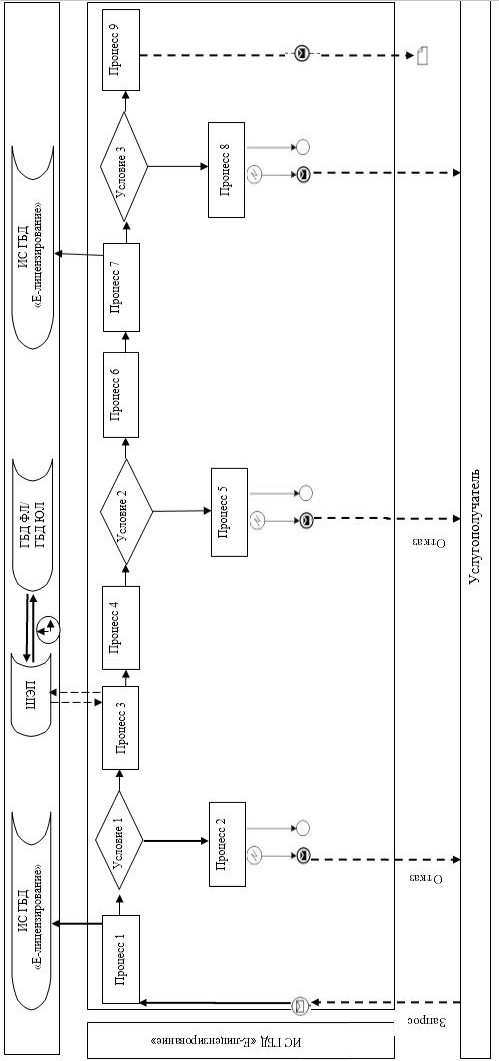 ИС ГБД
«Е-лицензирование»
ШЭП
ГБД ФЛ/
ГБД ЮЛ
ИС ГБД
«Е-лицензирование»
ИС ГБД «Е-лицензирование»
Процесс 1
Условие 1
Процесс 3
Процесс 4
Условие 2
Процесс 6
Процесс 7
Условие 3
Процесс 9
Процесс 2
Процесс 5
Процесс 8
Запрос
Отказ
Отказ
Услугополучатель